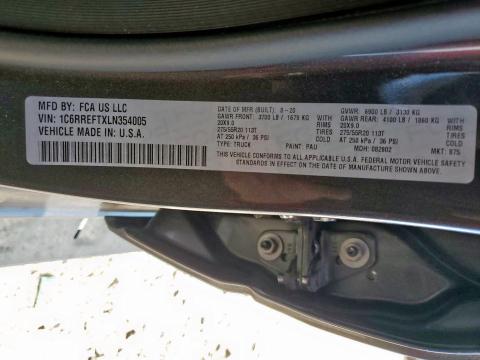 MFD BY: FCA US LLC
VIN: 1C6RREFTXLN354005
VEHICLE MADE IN: U.S.A.
DATE OF MFR (BUILT): 8-20 GVWR: 6900 LB / 3130 KG
GAWR FRONT: 3700 LB / 1678 KG WITH GAWR REAR: 4100 LB / 1860 KG WITH
20X9.0 RIMS 20X9.0 RIMS
275/55R20 113T TIRES 275/55R20 113T TIRES
AT 250 kPa / 36 PSI COLD AT 250 kPa / 36 PSI COLD
THIS VEHICLE CONFORMS TO ALL APPLICABLE U.S.A. FEDERAL MOTOR VEHICLE SAFETY
STANDARDS IN EFFECT ON THE DATE OF MANUFACTURE SHOWN ABOVE.
TYPE: TRUCK PAINT: PAU MDH: 082802 MKT: 875